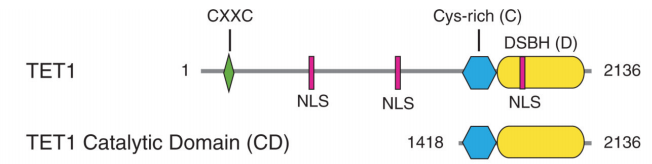 CXXC
Cys-rich (C)
DSBH (D)
TET1
1
2136
NLS
NLS
NLS
TET1 Catalytic Domain (CD)
1418
2136